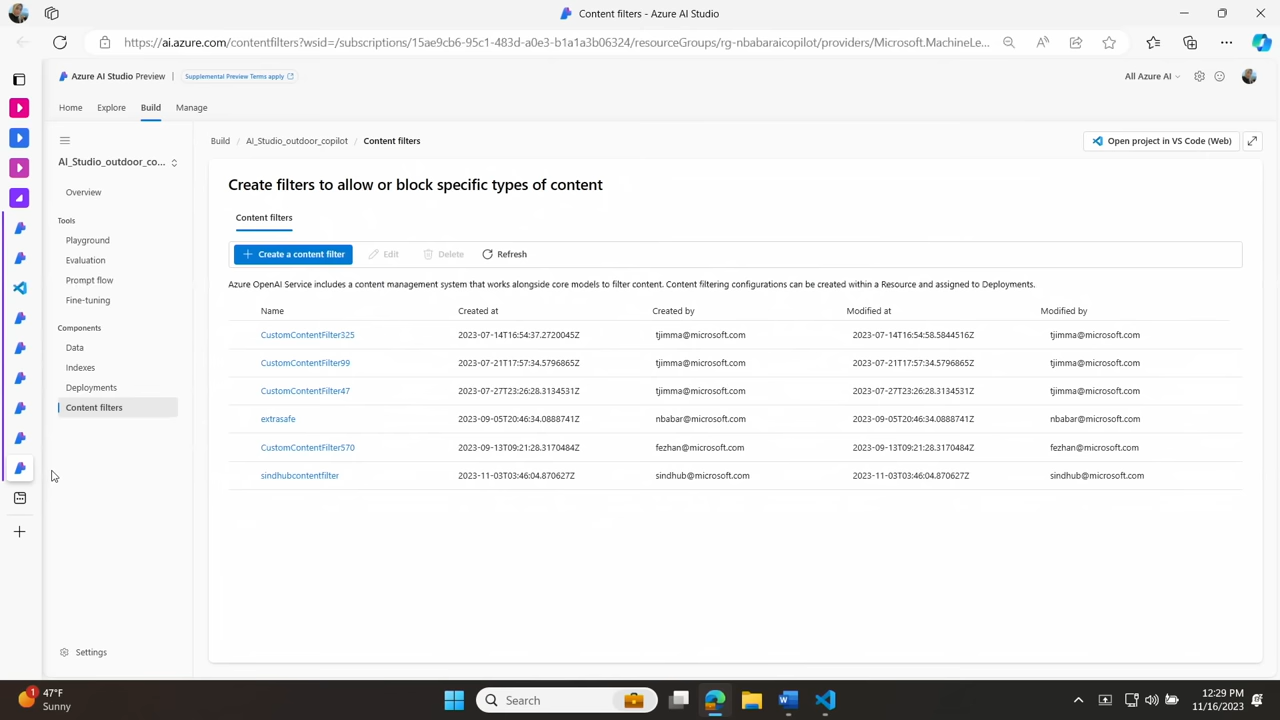 Content filters - Azure AI Studio
https://ai.azure.com/contentfilters?wsid=/subscriptions/15ae9cb6-95c1-483d-a0e3-b1a1a3b06324/resourceGroups/rg-nbabaraicopilot/providers/Microsoft.MachineLe...
Azure AI Studio Preview | Supplemental Preview Terms apply
All Azure AI
Home Explore Build Manage
AI_Studio_outdoor_co...
Overview
Tools
Playground
Evaluation
Prompt flow
Fine-tuning
Components
Data
Indexes
Deployments
Content filters
Settings
Build / AI_Studio_outdoor_copilot / Content filters
Open project in VS Code (Web)
Create filters to allow or block specific types of content
Content filters
Create a content filter Edit Delete Refresh
Azure OpenAI Service includes a content management system that works alongside core models to filter content. Content filtering configurations can be created within a Resource and assigned to Deployments.
Name Created at Created by Modified at Modified by
CustomContentFilter325 2023-07-14T16:54:37.2720045Z tjimma@microsoft.com 2023-07-14T16:54:58.5844516Z tjimma@microsoft.com
CustomContentFilter99 2023-07-21T17:57:34.5796865Z tjimma@microsoft.com 2023-07-21T17:57:34.5796865Z tjimma@microsoft.com
CustomContentFilter47 2023-07-27T23:26:28.3134531Z tjimma@microsoft.com 2023-07-27T23:26:28.3134531Z tjimma@microsoft.com
extrasafe 2023-09-05T20:46:34.0888741Z nbabar@microsoft.com 2023-09-05T20:46:34.0888741Z nbabar@microsoft.com
CustomContentFilter570 2023-09-13T09:21:28.3170484Z fezhan@microsoft.com 2023-09-13T09:21:28.3170484Z fezhan@microsoft.com
sindhubcontentfilter 2023-11-03T03:46:04.870627Z sindhub@microsoft.com 2023-11-03T03:46:04.870627Z sindhub@microsoft.com
1
47°F
Sunny
Search
12:29 PM
11/16/2023